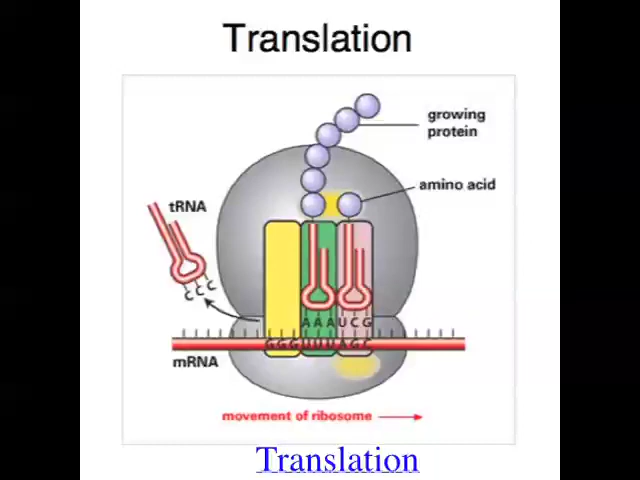 Translation
growing
protein
amino acid
tRNA
C C C
A A A U C G
G G G U U U A G C
mRNA
movement of ribosome
Translation